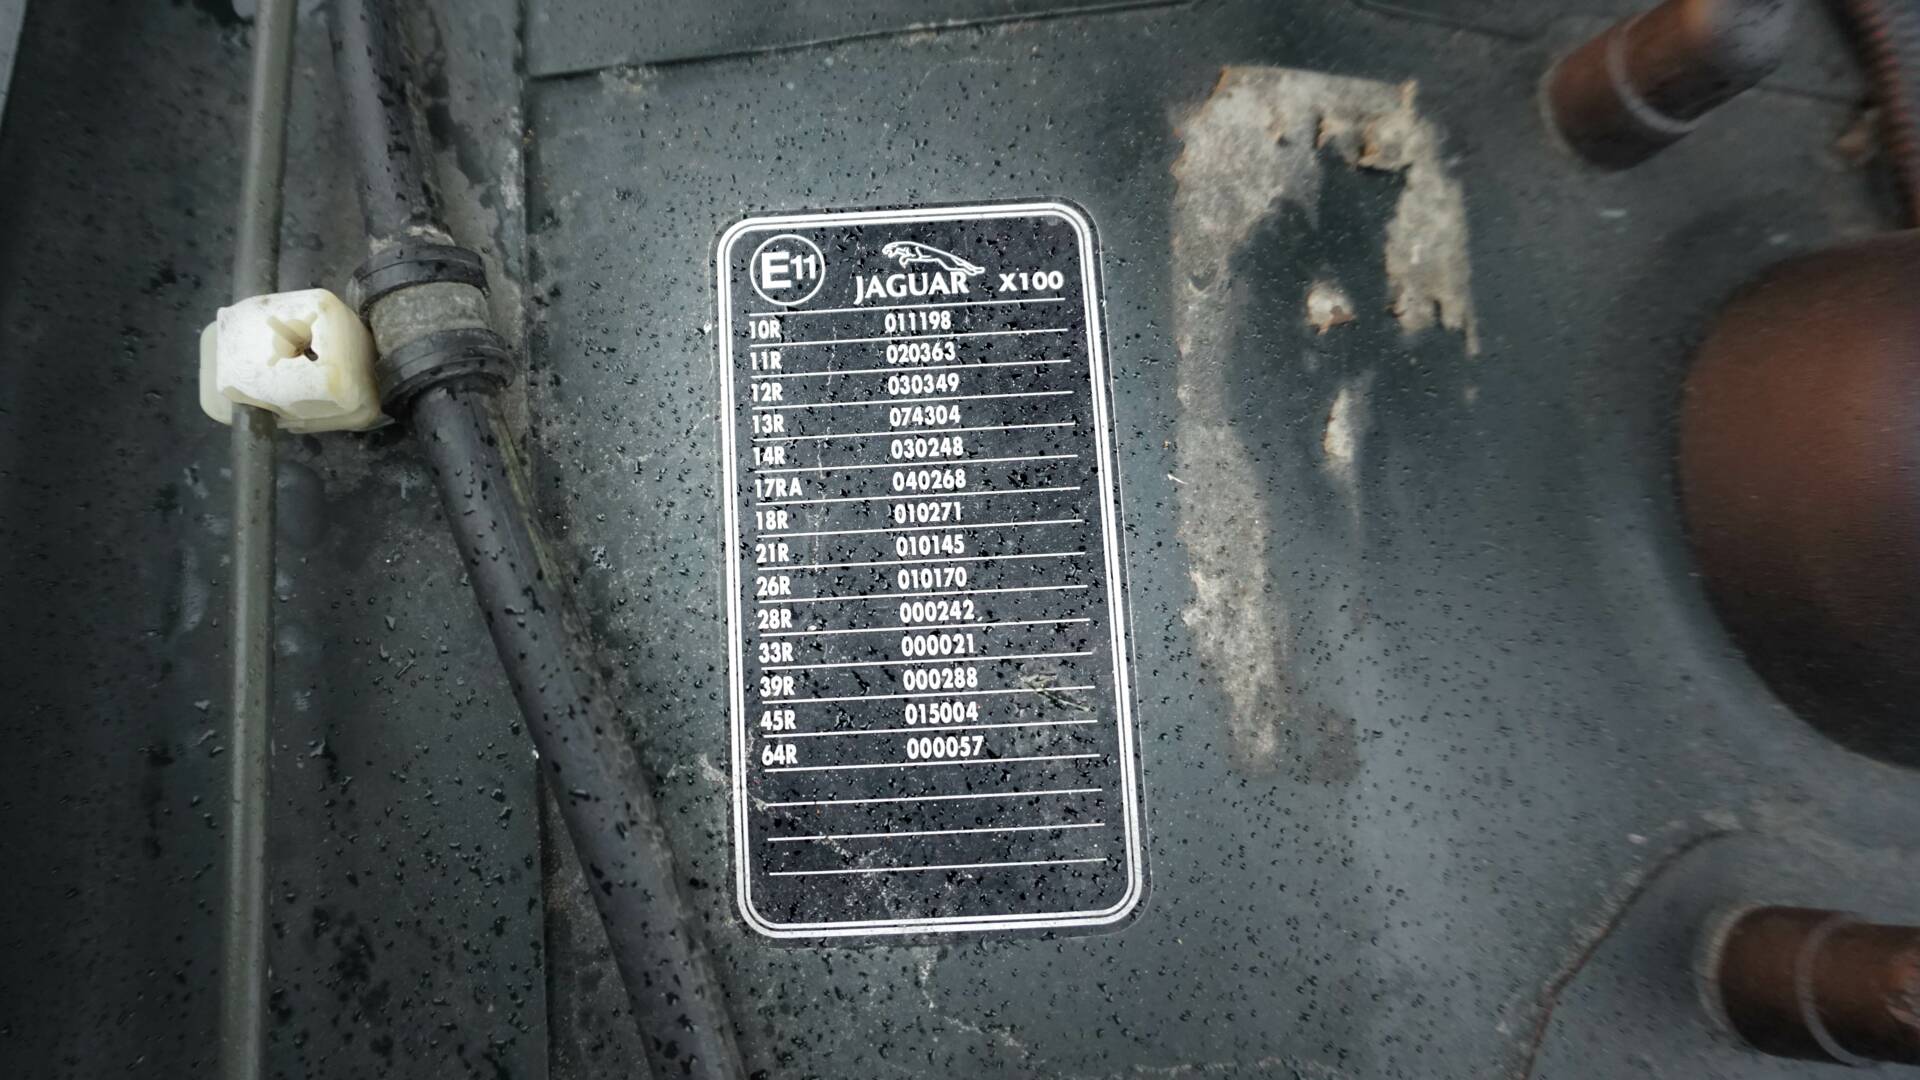 E11 JAGUAR X100
10R 011198
11R 020363
12R 030349
13R 074304
14R 030248
17RA 040268
18R 010271
21R 010145
26R 010170
28R 000242
33R 000021
39R 000288
45R 015004
64R 000057